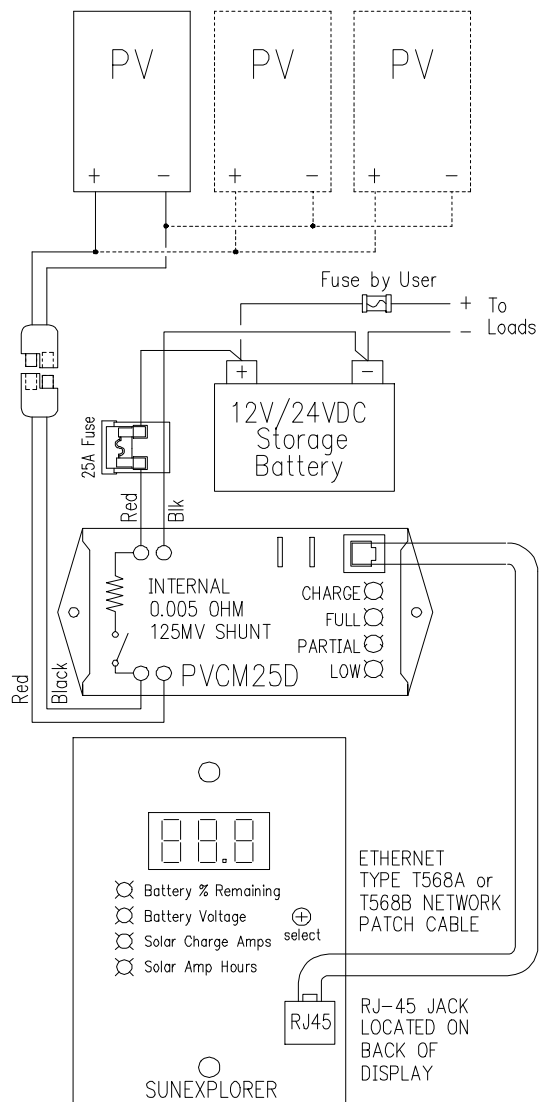 PV
PV
PV
+
−
+
−
+
−
Fuse by User
+ To
− Loads
+
−
12V/24VDC
Storage
Battery
25A Fuse
Red
Blk
INTERNAL
0.005 OHM
125MV SHUNT
CHARGE
FULL
PARTIAL
LOW
PVCM25D
Red
Black
88.8
Battery % Remaining
Battery Voltage
Solar Charge Amps
Solar Amp Hours
+
select
ETHERNET
TYPE T568A or
T568B NETWORK
PATCH CABLE
RJ45
RJ-45 JACK
LOCATED ON
BACK OF
DISPLAY
SUNEXPLORER